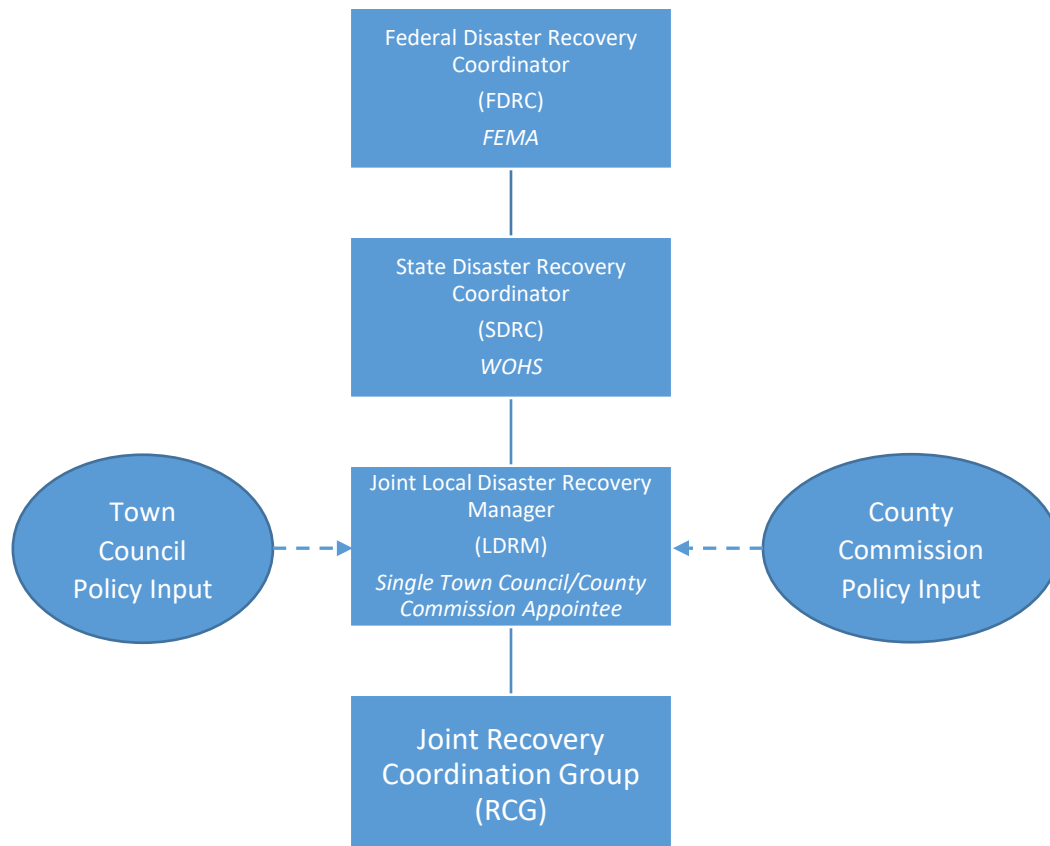 Federal Disaster Recovery
Coordinator
(FDRC)
FEMA
State Disaster Recovery
Coordinator
(SDRC)
WOHS
Town
Council
Policy Input
Joint Local Disaster Recovery
Manager
(LDRM)
Single Town Council/County
Commission Appointee
County
Commission
Policy Input
Joint Recovery
Coordination Group
(RCG)